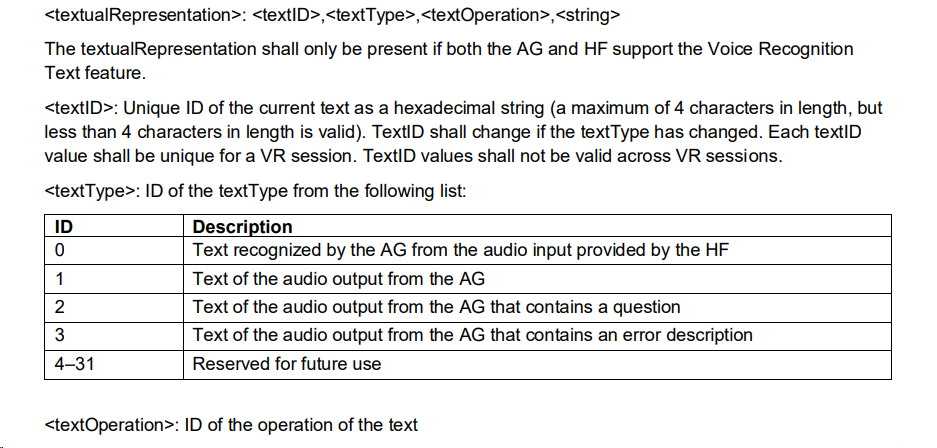 <textualRepresentation>: <textID>,<textType>,<textOperation>,<string>
The textualRepresentation shall only be present if both the AG and HF support the Voice Recognition
Text feature.
<textID>: Unique ID of the current text as a hexadecimal string (a maximum of 4 characters in length, but
less than 4 characters in length is valid). TextID shall change if the textType has changed. Each textID
value shall be unique for a VR session. TextID values shall not be valid across VR sessions.
<textType>: ID of the textType from the following list:
ID Description
0 Text recognized by the AG from the audio input provided by the HF
1 Text of the audio output from the AG
2 Text of the audio output from the AG that contains a question
3 Text of the audio output from the AG that contains an error description
4–31 Reserved for future use
<textOperation>: ID of the operation of the text